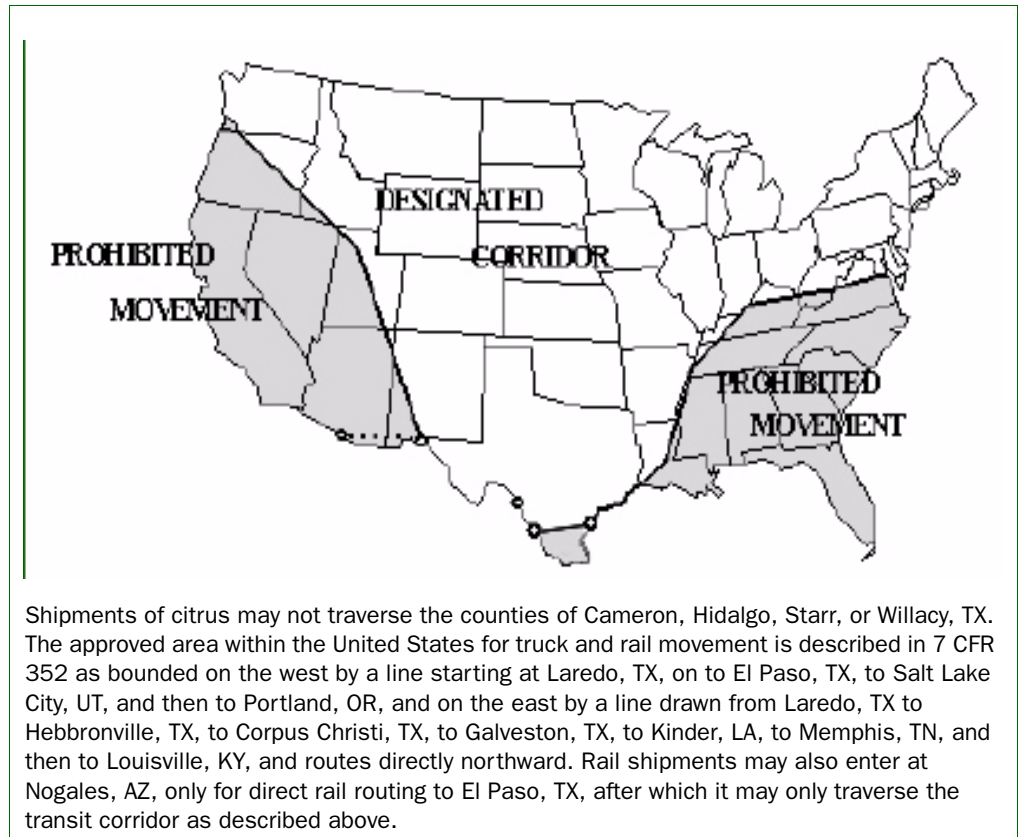 DESIGNATED
CORRIDOR
PROHIBITED
MOVEMENT
PROHIBITED
MOVEMENT
Shipments of citrus may not traverse the counties of Cameron, Hidalgo, Starr, or Willacy, TX.
The approved area within the United States for truck and rail movement is described in 7 CFR
352 as bounded on the west by a line starting at Laredo, TX, on to El Paso, TX, to Salt Lake
City, UT, and then to Portland, OR, and on the east by a line drawn from Laredo, TX to
Hebbronville, TX, to Corpus Christi, TX, to Galveston, TX, to Kinder, LA, to Memphis, TN, and
then to Louisville, KY, and routes directly northward. Rail shipments may also enter at
Nogales, AZ, only for direct rail routing to El Paso, TX, after which it may only traverse the
transit corridor as described above.